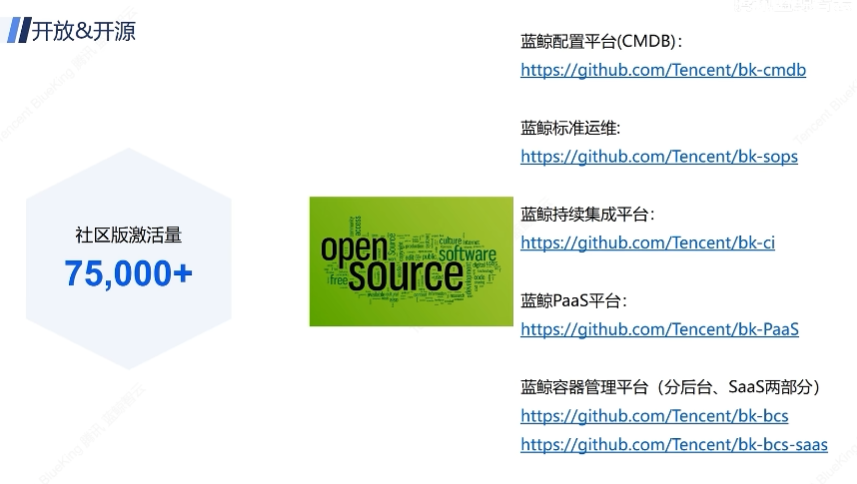 开放&开源
社区版激活量
75,000+
open source software
culture
free
蓝鲸配置平台(CMDB)：
https://github.com/Tencent/bk-cmdb
蓝鲸标准运维:
https://github.com/Tencent/bk-sops
蓝鲸持续集成平台：
https://github.com/Tencent/bk-ci
蓝鲸PaaS平台：
https://github.com/Tencent/bk-PaaS
蓝鲸容器管理平台（分后台、SaaS两部分）
https://github.com/Tencent/bk-bcs
https://github.com/Tencent/bk-bcs-saas